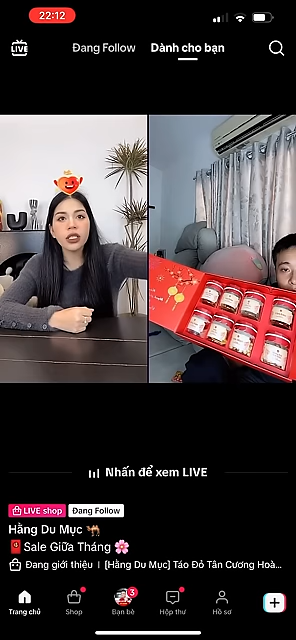 22:12
LIVE
Đang Follow
Dành cho bạn
Nhấn để xem LIVE
LIVE shop
Đang Follow
Hằng Du Mục 🐫
🧧Sale Giữa Tháng 🌸
Đang giới thiệu | [Hằng Du Mục] Táo Đỏ Tân Cương Hoà...
Trang chủ
Shop
3
Bạn bè
Hộp thư
Hồ sơ